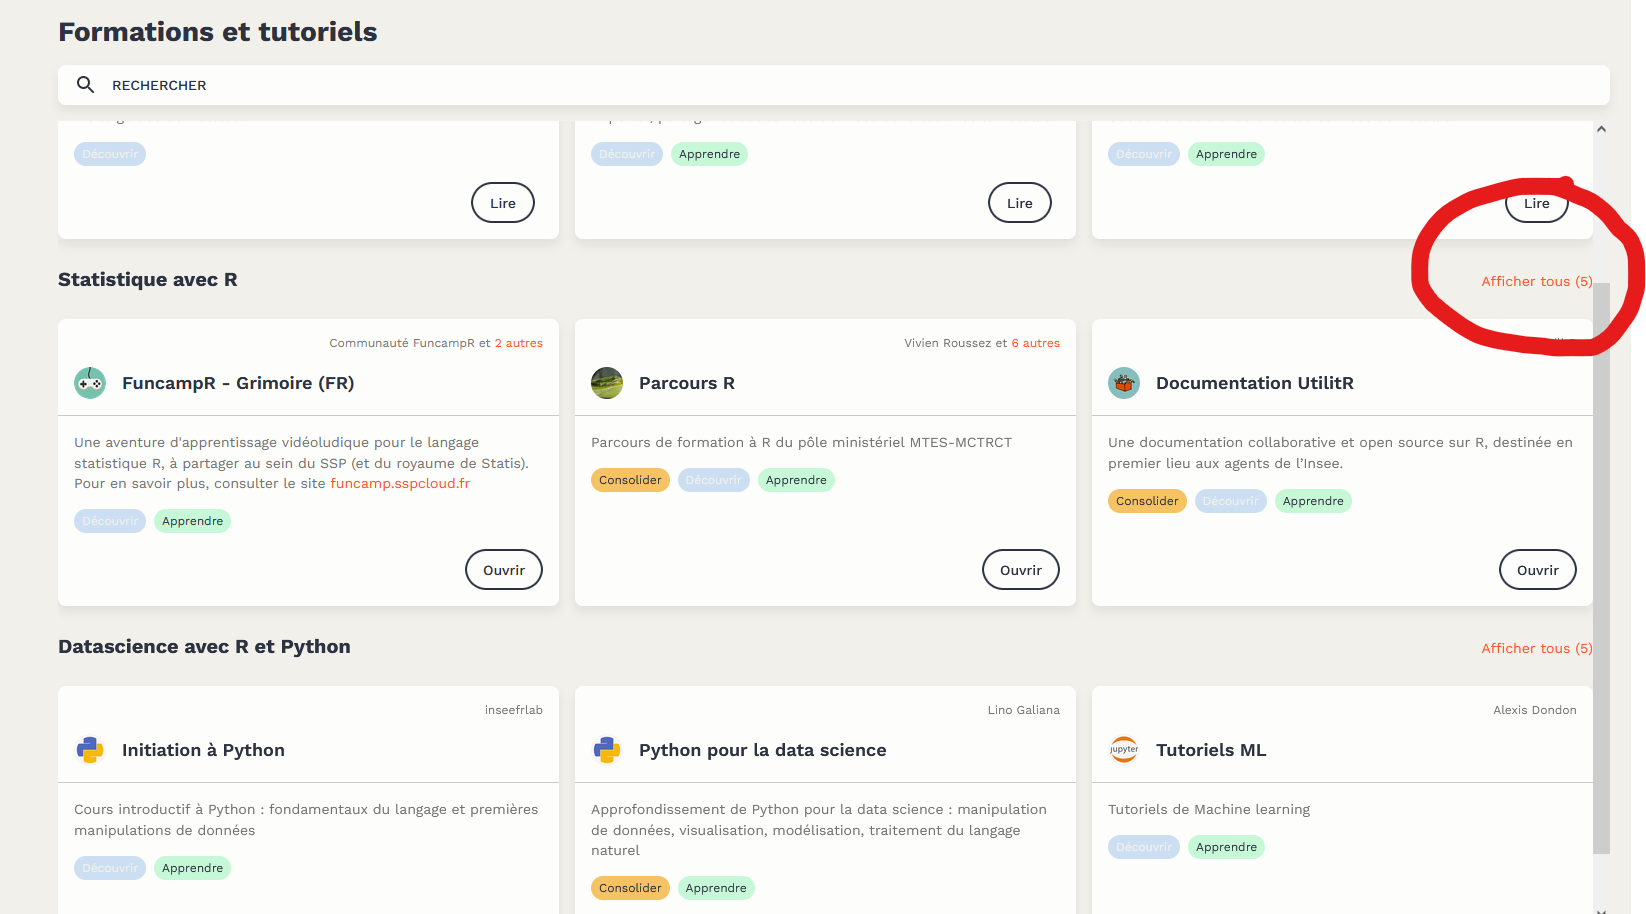 Formations et tutoriels
RECHERCHER
Découvrir
Découvrir Apprendre
Découvrir Apprendre
Lire
Lire
Lire
Statistique avec R
Afficher tous (5)
Communauté FuncampR et 2 autres
FuncampR - Grimoire (FR)
Une aventure d'apprentissage vidéoludique pour le langage
statistique R, à partager au sein du SSP (et du royaume de Statis).
Pour en savoir plus, consulter le site funcamp.sspcloud.fr
Découvrir Apprendre
Ouvrir
Vivien Roussez et 6 autres
Parcours R
Parcours de formation à R du pôle ministériel MTES-MCTRCT
Consolider Découvrir Apprendre
Ouvrir
Documentation UtilitR
Une documentation collaborative et open source sur R, destinée en
premier lieu aux agents de l’Insee.
Consolider Découvrir Apprendre
Ouvrir
Datascience avec R et Python
Afficher tous (5)
inseefrlab
Initiation à Python
Cours introductif à Python : fondamentaux du langage et premières
manipulations de données
Découvrir Apprendre
Lino Galiana
Python pour la data science
Approfondissement de Python pour la data science : manipulation
de données, visualisation, modélisation, traitement du langage
naturel
Consolider Apprendre
Alexis Dondon
jupyter
Tutoriels ML
Tutoriels de Machine learning
Découvrir Apprendre